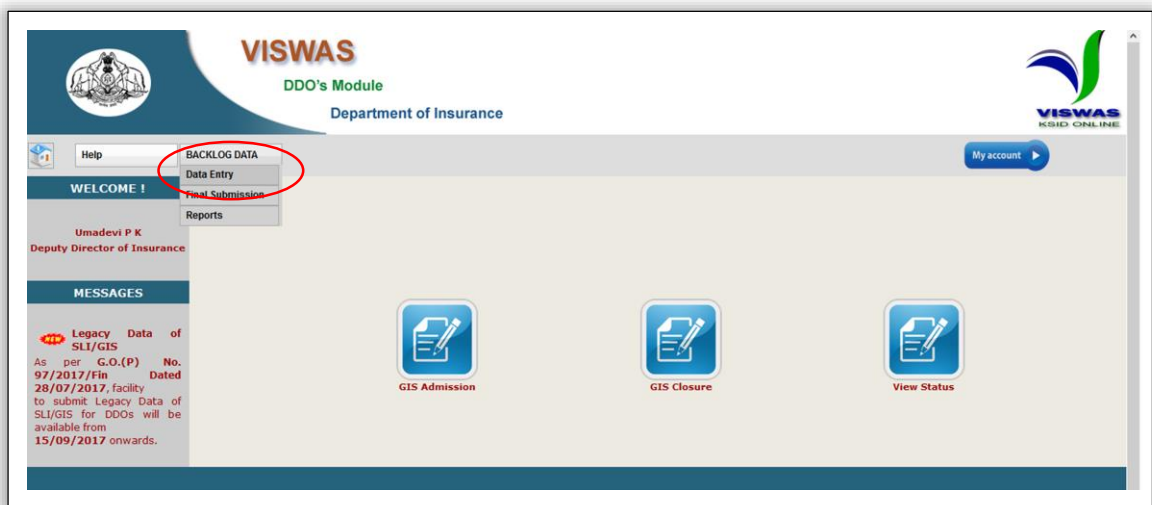 VISWAS
DDO's Module
Department of Insurance
VISWAS
KSID ONLINE
Help
BACKLOG DATA
My account
Data Entry
Final Submission
Reports
WELCOME !
Umadevi P K
Deputy Director of Insurance
MESSAGES
NEW Legacy Data of
SLI/GIS
As per G.O.(P) No.
97/2017/Fin Dated
28/07/2017, facility
to submit Legacy Data of
SLI/GIS for DDOs will be
available from
15/09/2017 onwards.
GIS Admission
GIS Closure
View Status